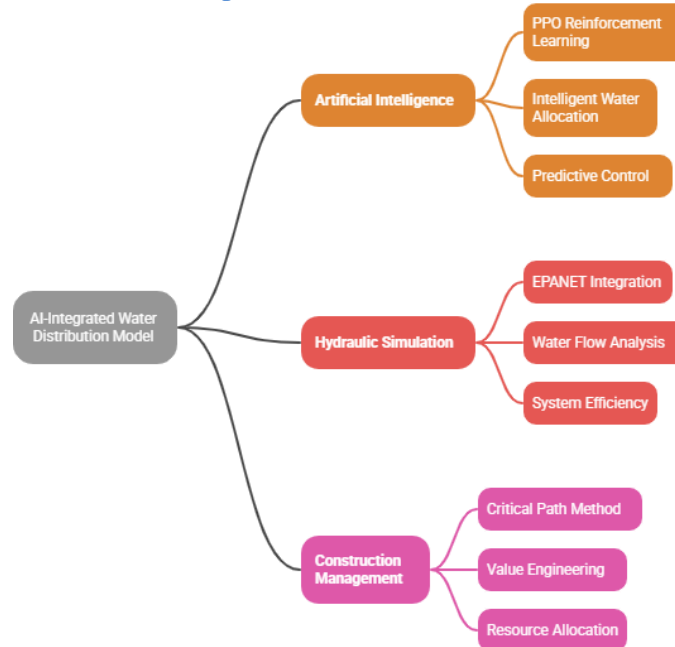 PPO Reinforcement
Learning
Artificial Intelligence
Intelligent Water
Allocation
Predictive Control
AI-Integrated Water
Distribution Model
EPANET Integration
Hydraulic Simulation
Water Flow Analysis
System Efficiency
Critical Path Method
Construction
Management
Value Engineering
Resource Allocation